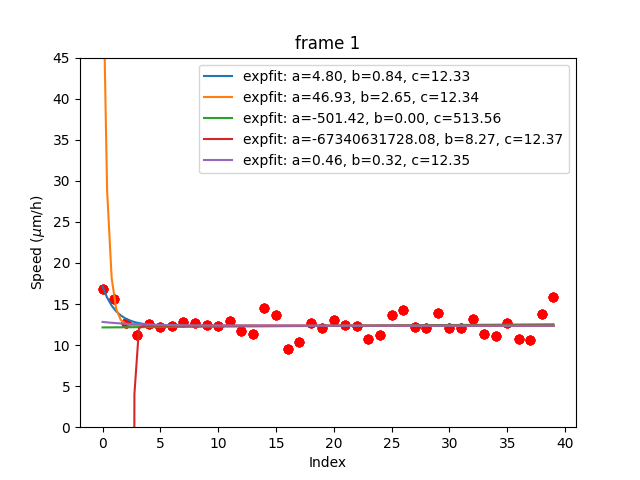 frame 1
expfit: a=4.80, b=0.84, c=12.33
expfit: a=46.93, b=2.65, c=12.34
expfit: a=-501.42, b=0.00, c=513.56
expfit: a=-67340631728.08, b=8.27, c=12.37
expfit: a=0.46, b=0.32, c=12.35
Speed (μm/h)
45
40
35
30
25
20
15
10
5
0
0 5 10 15 20 25 30 35 40
Index